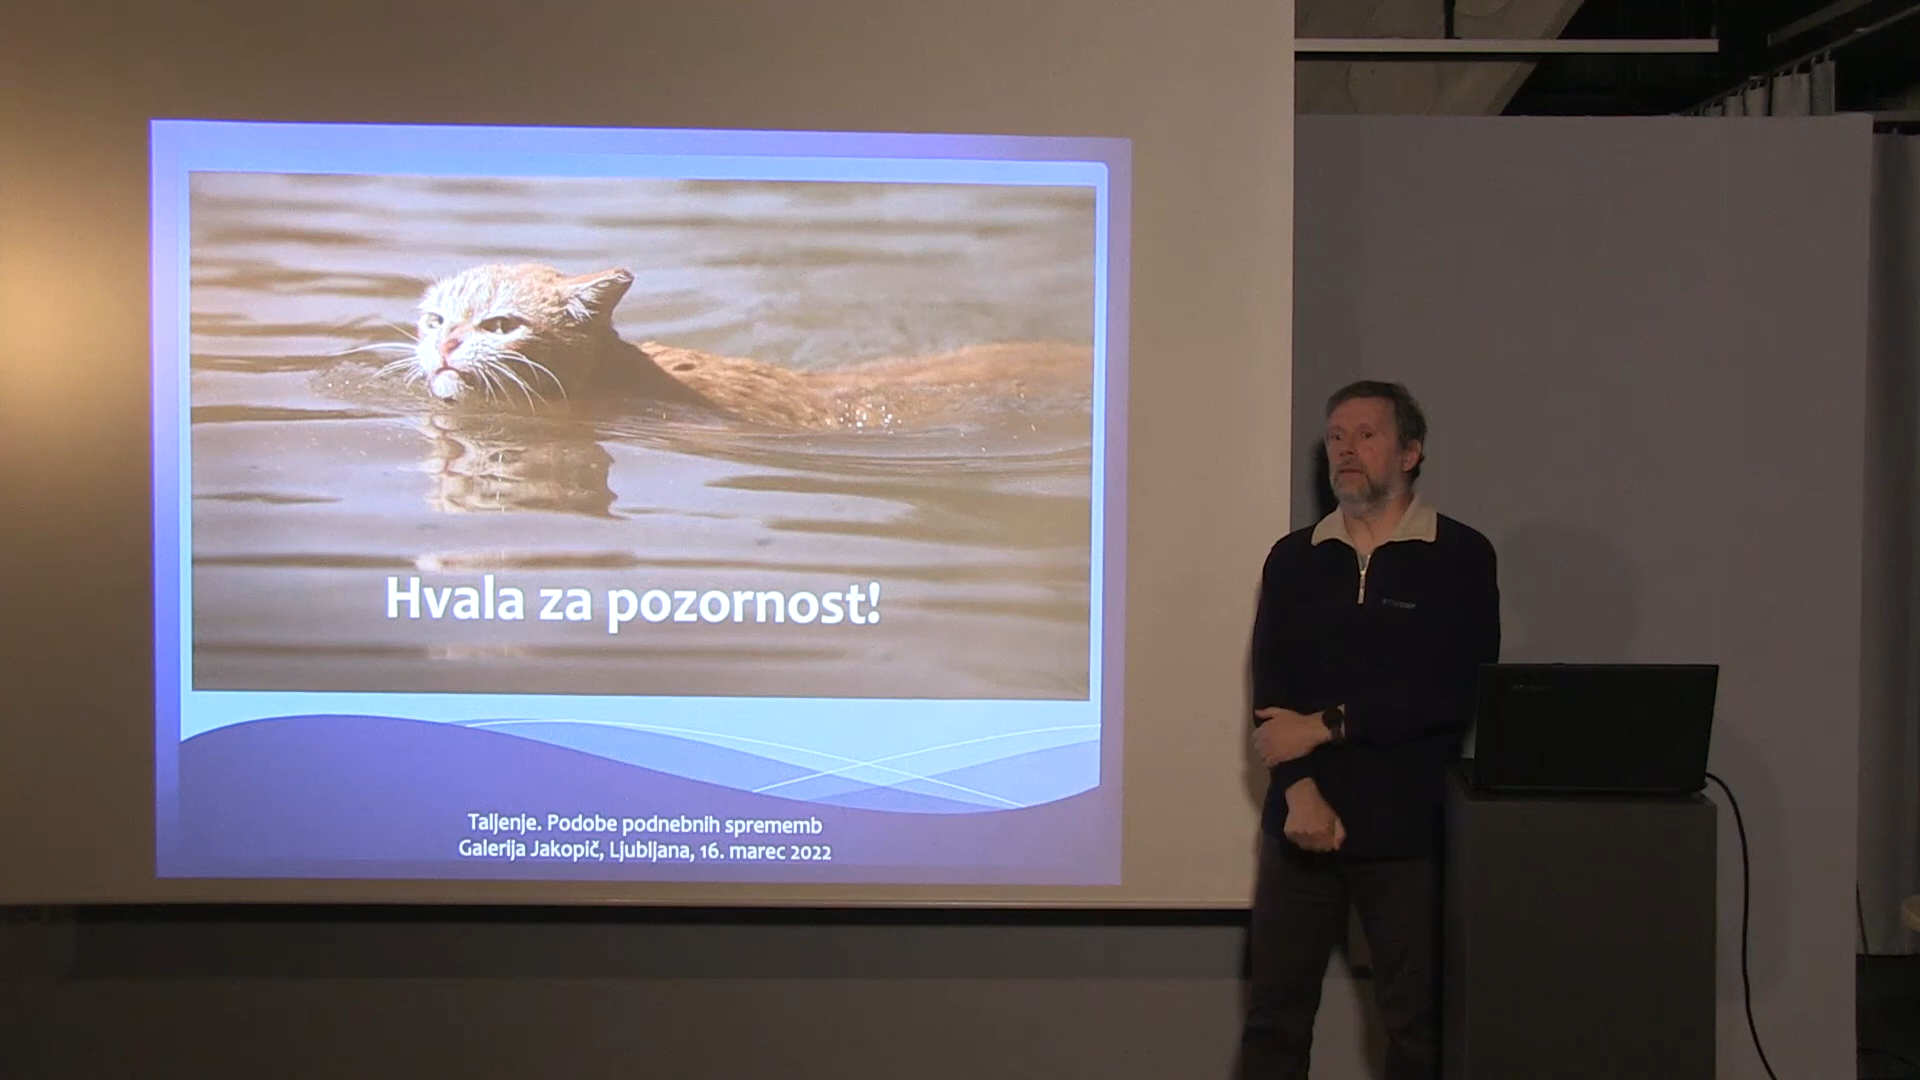 Hvala za pozornost!
Taljenje. Podobe podnebnih sprememb
Galerija Jakopič, Ljubljana, 16. marec 2022